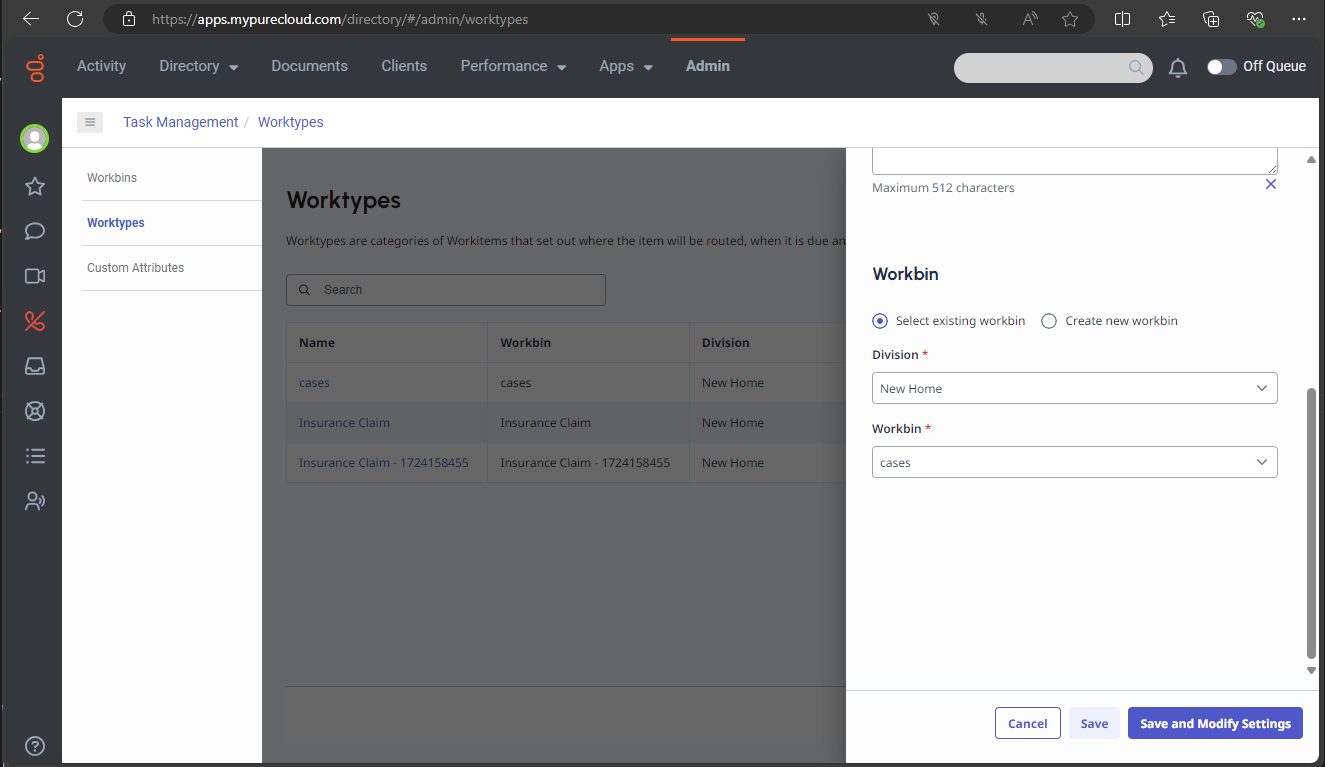 https://apps.mypurecloud.com/directory/#/admin/worktypes
Activity Directory Documents Clients Performance Apps Admin Off Queue
Task Management / Worktypes
Workbins
Worktypes
Custom Attributes
Worktypes
Worktypes are categories of Workitems that set out where the item will be routed, when it is due an
Search
Name Workbin Division
cases cases New Home
Insurance Claim Insurance Claim New Home
Insurance Claim - 1724158455 Insurance Claim - 1724158455 New Home
Maximum 512 characters
Workbin
Select existing workbin Create new workbin
Division *
New Home
Workbin *
cases
Cancel Save Save and Modify Settings